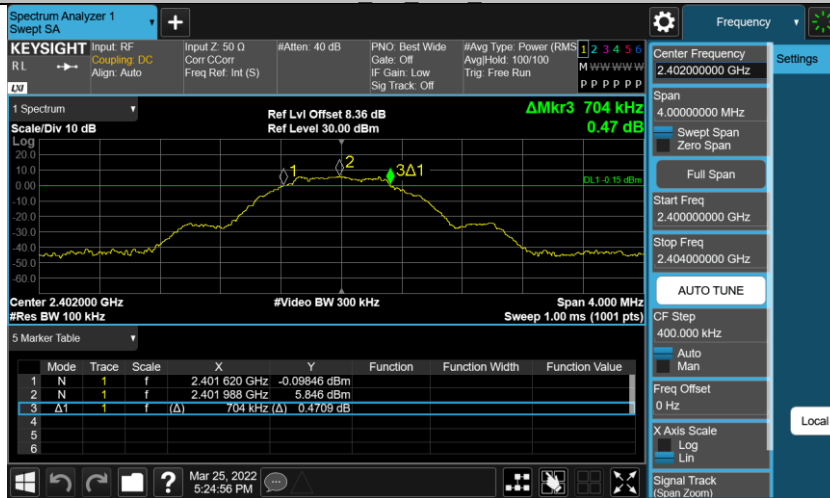 Spectrum Analyzer 1
Swept SA
+
Frequency
KEYSIGHT
RL
LXI
Input: RF
Coupling: DC
Align: Auto
Input Z: 50 Ω
Corr CCorr
Freq Ref: Int (S)
#Atten: 40 dB
PNO: Best Wide
Gate: Off
IF Gain: Low
Sig Track: Off
#Avg Type: Power (RMS
Avg|Hold: 100/100
Trig: Free Run
1 2 3 4 5 6
M W W W W W
P P P P P P
1 Spectrum
Scale/Div 10 dB
Ref Lvl Offset 8.36 dB
Ref Level 30.00 dBm
ΔMkr3 704 kHz
0.47 dB
Log
20.0
10.0
0.00
-10.0
-20.0
-30.0
-40.0
-50.0
-60.0
1
2
3Δ1
DL1 -0.15 dBm
Center 2.402000 GHz
#Res BW 100 kHz
#Video BW 300 kHz
Span 4.000 MHz
Sweep 1.00 ms (1001 pts)
5 Marker Table
Mode Trace Scale X Y Function Function Width Function Value
1 N 1 f 2.401 620 GHz -0.09846 dBm
2 N 1 f 2.401 988 GHz 5.846 dBm
3 Δ1 1 f (Δ) 704 kHz (Δ) 0.4709 dB
4
5
6
?
Mar 25, 2022
5:24:56 PM
Center Frequency
2.402000000 GHz
Span
4.00000000 MHz
Swept Span
Zero Span
Full Span
Start Freq
2.400000000 GHz
Stop Freq
2.404000000 GHz
AUTO TUNE
CF Step
400.000 kHz
Auto
Man
Freq Offset
0 Hz
X Axis Scale
Log
Lin
Signal Track
(Span Zoom)
Settings
Local